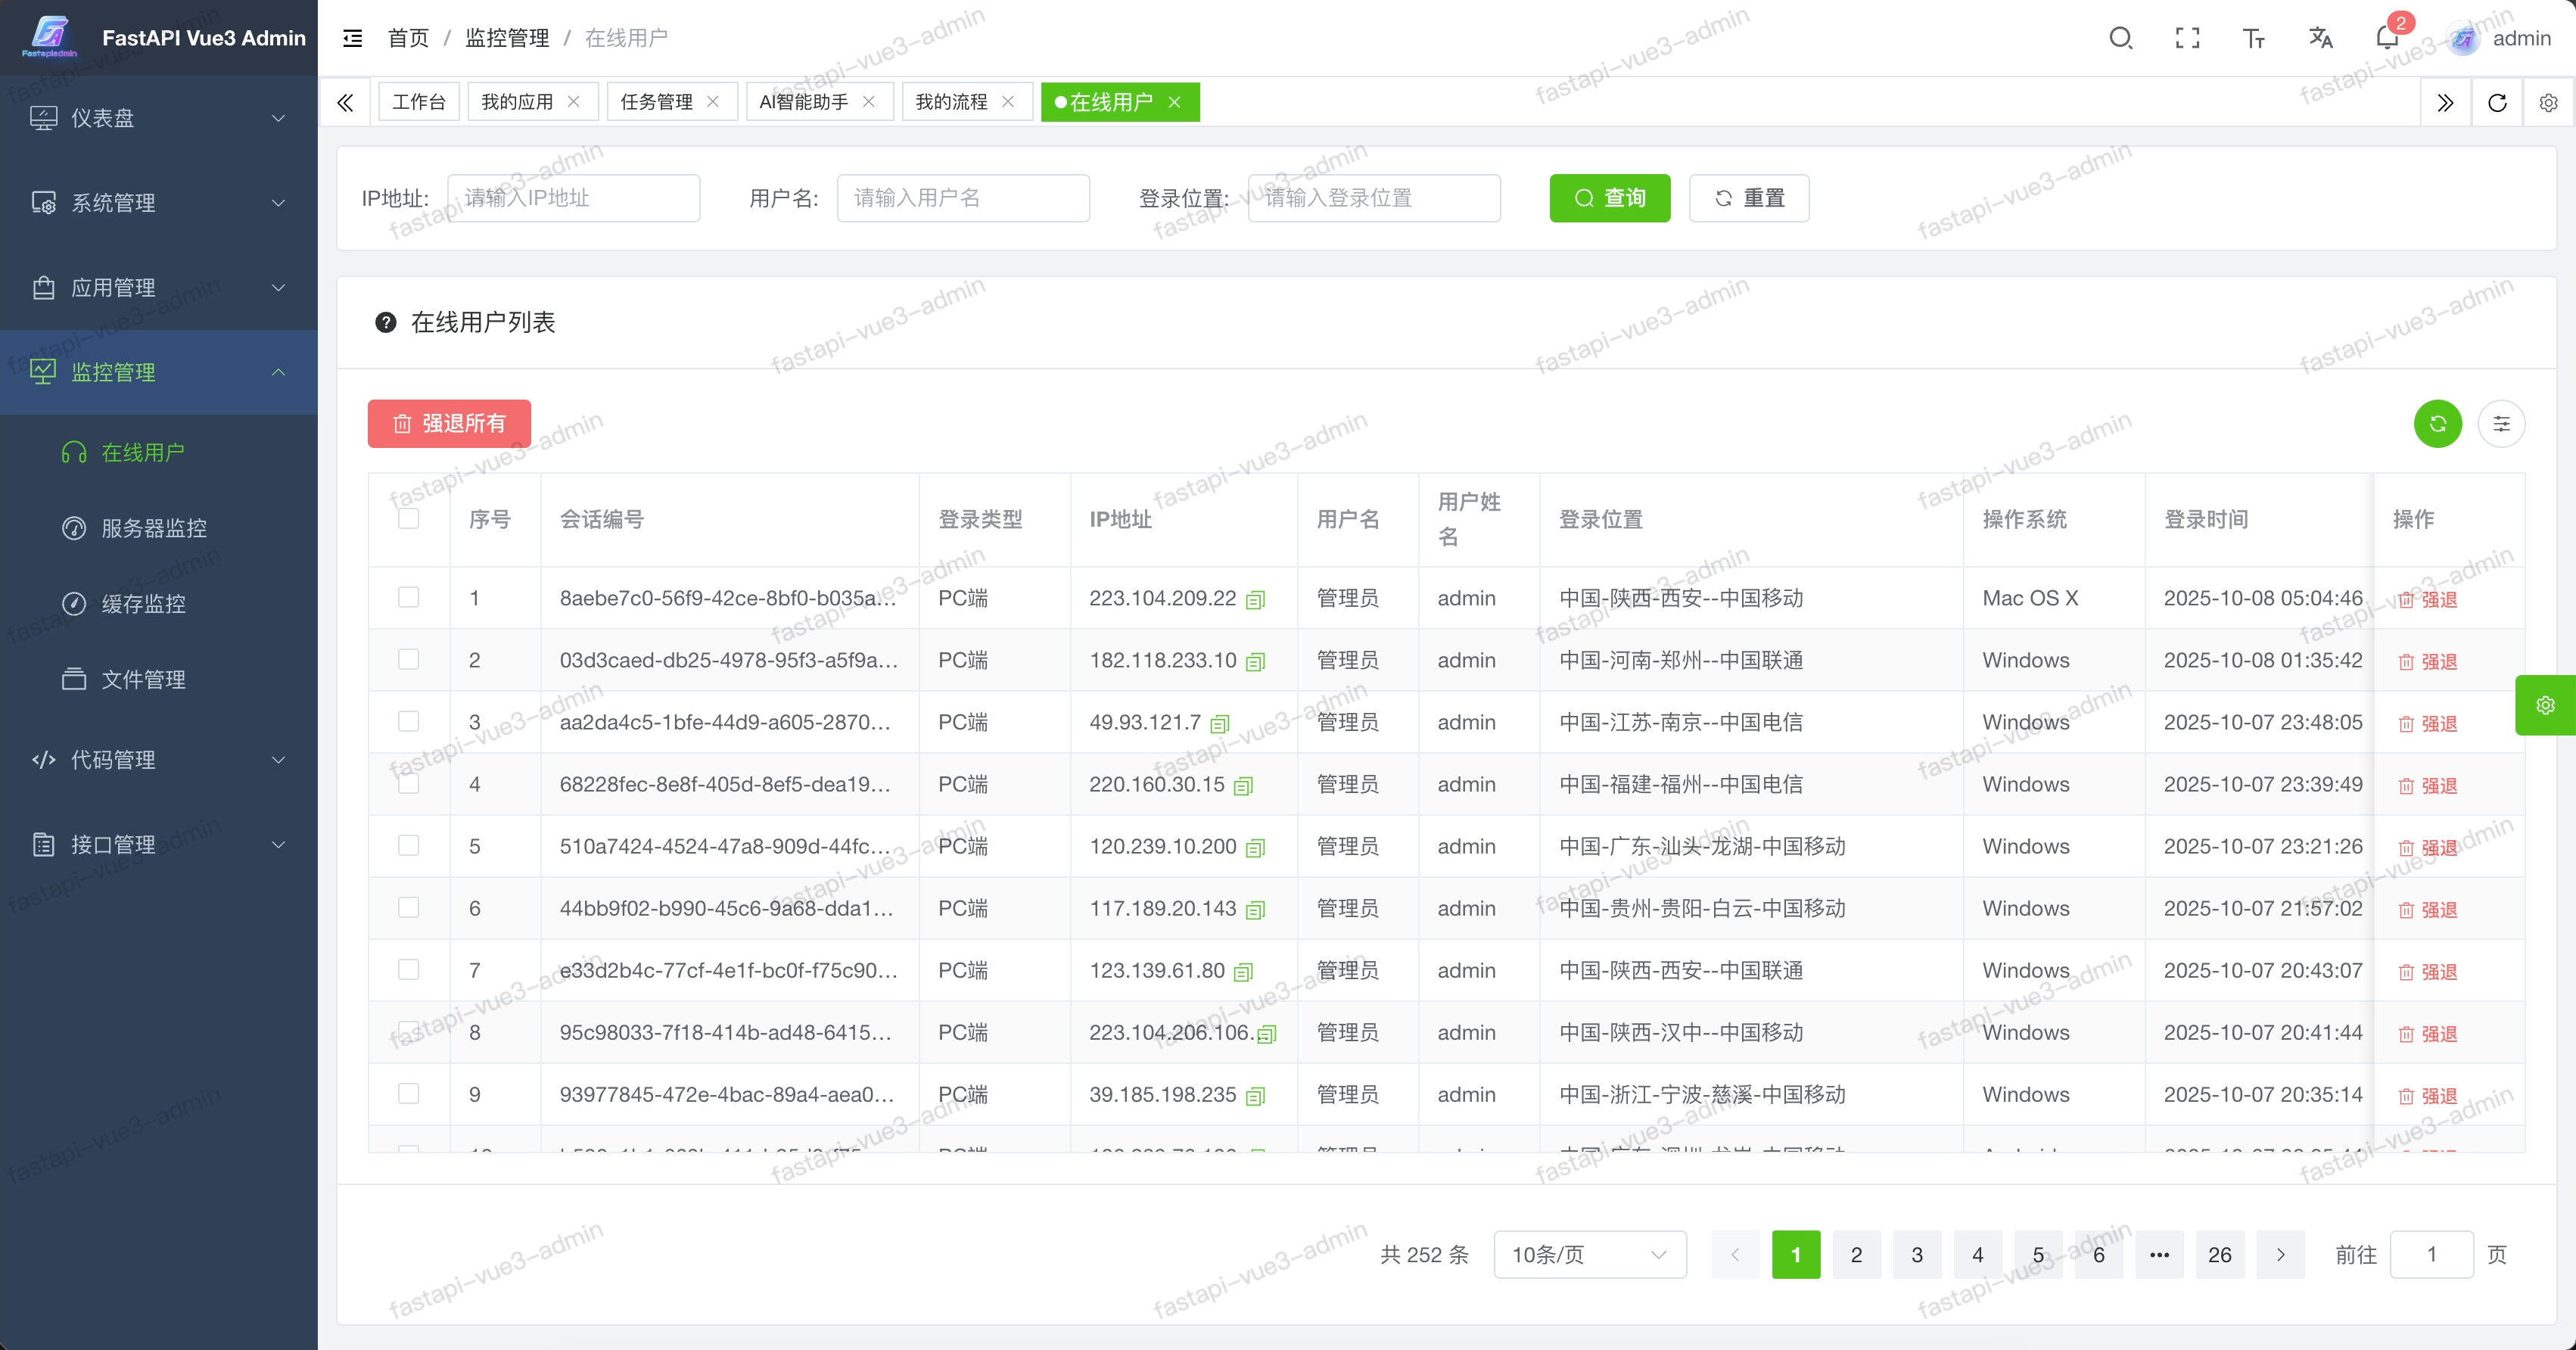 FastAPI Vue3 Admin
Fastapiadmin
首页 / 监控管理 / 在线用户
2
admin
仪表盘
系统管理
应用管理
监控管理
在线用户
服务器监控
缓存监控
文件管理
代码管理
接口管理
工作台
我的应用
任务管理
AI智能助手
我的流程
在线用户
IP地址: 请输入IP地址
用户名: 请输入用户名
登录位置: 请输入登录位置
查询
重置
在线用户列表
强退所有
序号 会话编号 登录类型 IP地址 用户名 用户姓名 登录位置 操作系统 登录时间 操作
1 8aebe7c0-56f9-42ce-8bf0-b035a... PC端 223.104.209.22 管理员 admin 中国-陕西-西安--中国移动 Mac OS X 2025-10-08 05:04:46 强退
2 03d3caed-db25-4978-95f3-a5f9a... PC端 182.118.233.10 管理员 admin 中国-河南-郑州--中国联通 Windows 2025-10-08 01:35:42 强退
3 aa2da4c5-1bfe-44d9-a605-2870... PC端 49.93.121.7 管理员 admin 中国-江苏-南京--中国电信 Windows 2025-10-07 23:48:05 强退
4 68228fec-8e8f-405d-8ef5-dea19... PC端 220.160.30.15 管理员 admin 中国-福建-福州--中国电信 Windows 2025-10-07 23:39:49 强退
5 510a7424-4524-47a8-909d-44fc... PC端 120.239.10.200 管理员 admin 中国-广东-汕头-龙湖-中国移动 Windows 2025-10-07 23:21:26 强退
6 44bb9f02-b990-45c6-9a68-dda1... PC端 117.189.20.143 管理员 admin 中国-贵州-贵阳-白云-中国移动 Windows 2025-10-07 21:57:02 强退
7 e33d2b4c-77cf-4e1f-bc0f-f75c90... PC端 123.139.61.80 管理员 admin 中国-陕西-西安--中国联通 Windows 2025-10-07 20:43:07 强退
8 95c98033-7f18-414b-ad48-6415... PC端 223.104.206.106. 管理员 admin 中国-陕西-汉中--中国移动 Windows 2025-10-07 20:41:44 强退
9 93977845-472e-4bac-89a4-aea0... PC端 39.185.198.235 管理员 admin 中国-浙江-宁波-慈溪-中国移动 Windows 2025-10-07 20:35:14 强退
共 252 条 10条/页 1 2 3 4 5 6 ••• 26 前往 1 页
fastapi-vue3-admin